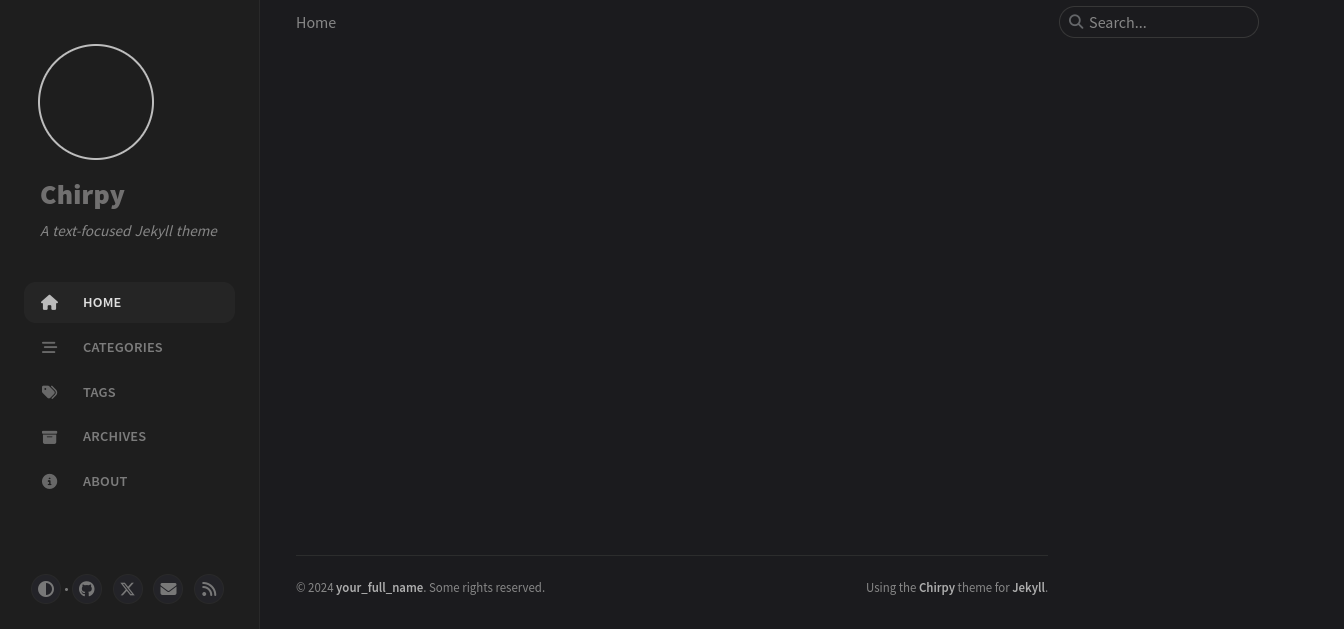 Home
Search...
Chirpy
A text-focused Jekyll theme
HOME
CATEGORIES
TAGS
ARCHIVES
ABOUT
© 2024 your_full_name. Some rights reserved.
Using the Chirpy theme for Jekyll.